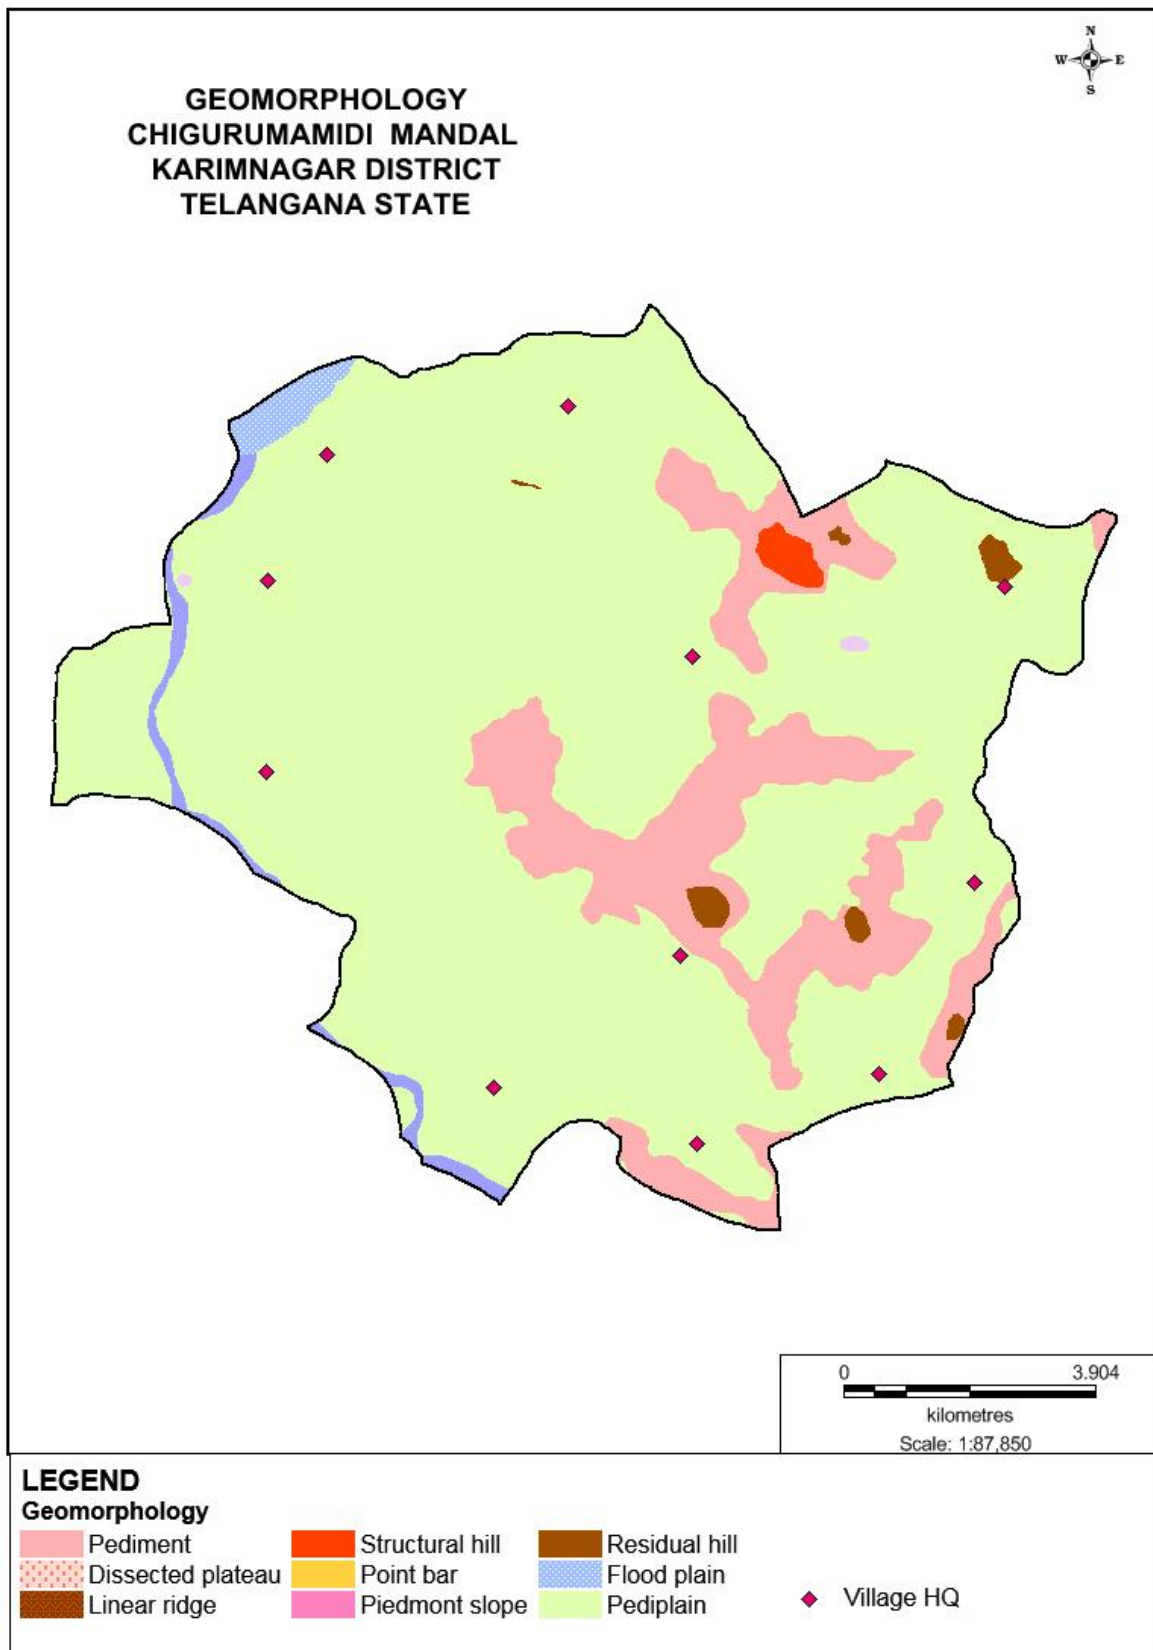 N
W E
S
GEOMORPHOLOGY
CHIGURUMAMIDI MANDAL
KARIMNAGAR DISTRICT
TELANGANA STATE
0 3.904
kilometres
Scale: 1:87,850
LEGEND
Geomorphology
Pediment Structural hill Residual hill
Dissected plateau Point bar Flood plain
Linear ridge Piedmont slope Pediplain
Village HQ